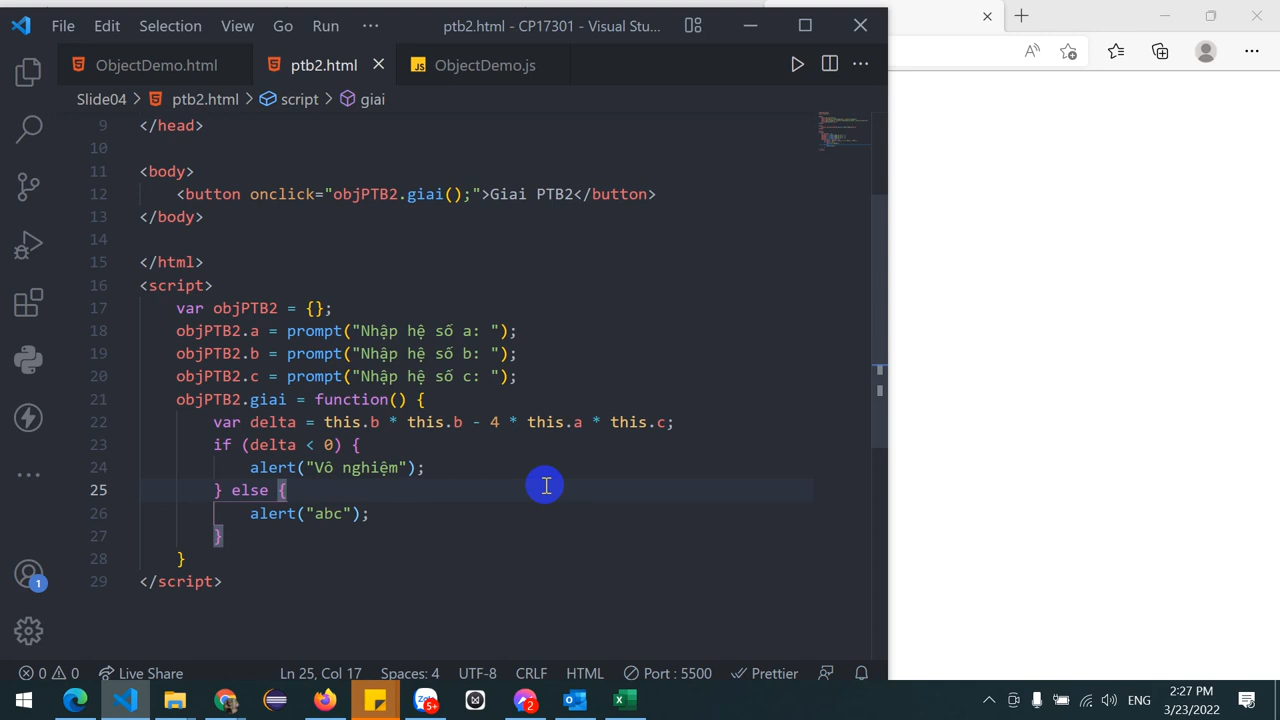 File Edit Selection View Go Run ··· ptb2.html - CP17301 - Visual Stu...
ObjectDemo.html ptb2.html JS ObjectDemo.js
Slide04 > ptb2.html > script > giai
9 </head>
10
11 <body>
12 <button onclick="objPTB2.giai();">Giai PTB2</button>
13 </body>
14
15 </html>
16 <script>
17 var objPTB2 = {};
18 objPTB2.a = prompt("Nhập hệ số a: ");
19 objPTB2.b = prompt("Nhập hệ số b: ");
20 objPTB2.c = prompt("Nhập hệ số c: ");
21 objPTB2.giai = function() {
22 var delta = this.b * this.b - 4 * this.a * this.c;
23 if (delta < 0) {
24 alert("Vô nghiệm");
25 } else {
26 alert("abc");
27 }
28 }
29 </script>
1
0 0 Live Share Ln 25, Col 17 Spaces: 4 UTF-8 CRLF HTML Port : 5500 Prettier
Zalo 5+ 2 ENG 2:27 PM
3/23/2022